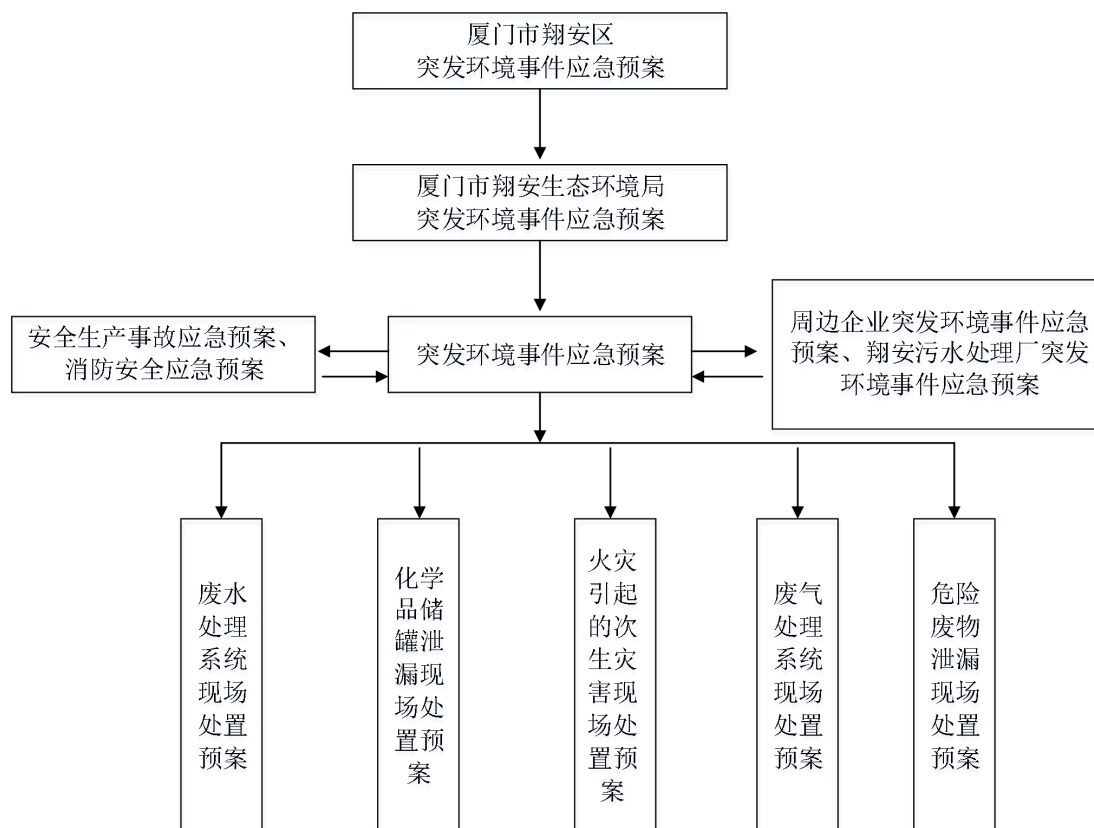 厦门市翔安区
突发环境事件应急预案
厦门市翔安生态环境局
突发环境事件应急预案
安全生产事故应急预案、
消防安全应急预案
突发环境事件应急预案
周边企业突发环境事件应急
预案、翔安污水处理厂突发
环境事件应急预案
废水
处理
系统
现场
处置
预案
化学
品储
罐泄
漏现
场处
置预
案
火灾
引起
的次
生灾
害现
场处
置预
案
废气
处理
系统
现场
处置
预案
危险
废物
泄漏
现场
处置
预案